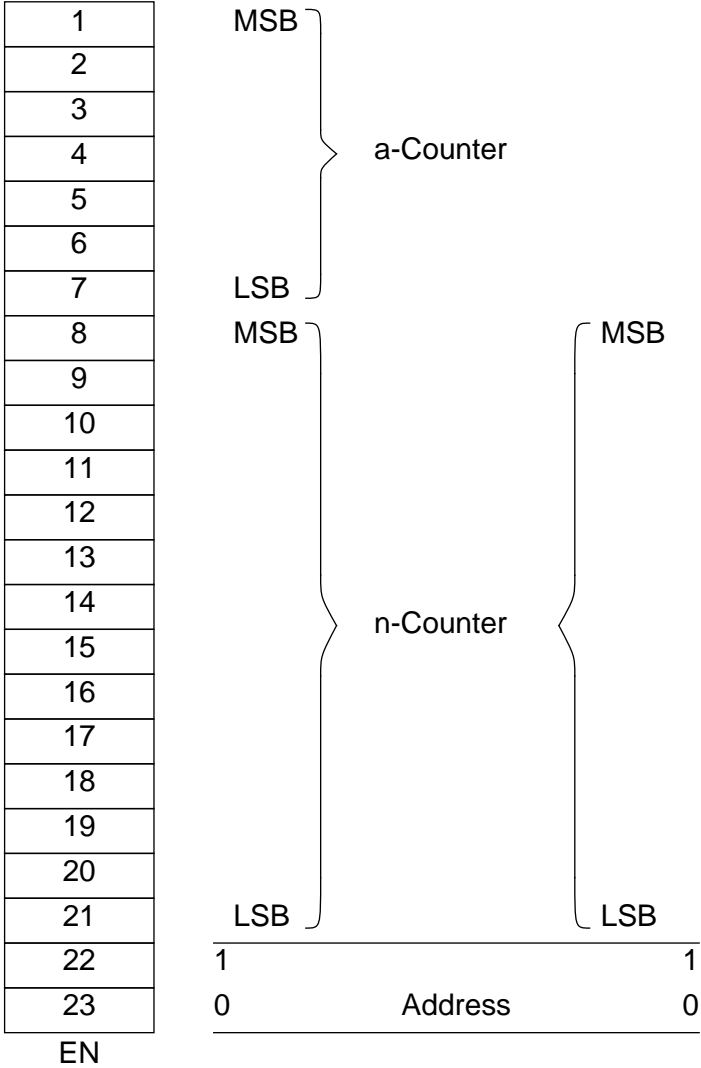 1 MSB
2
3
4 a-Counter
5
6
7 LSB
8 MSB MSB
9
10
11
12
13
14 n-Counter
15
16
17
18
19
20
21 LSB LSB
22 1 1
23 0 Address 0
EN